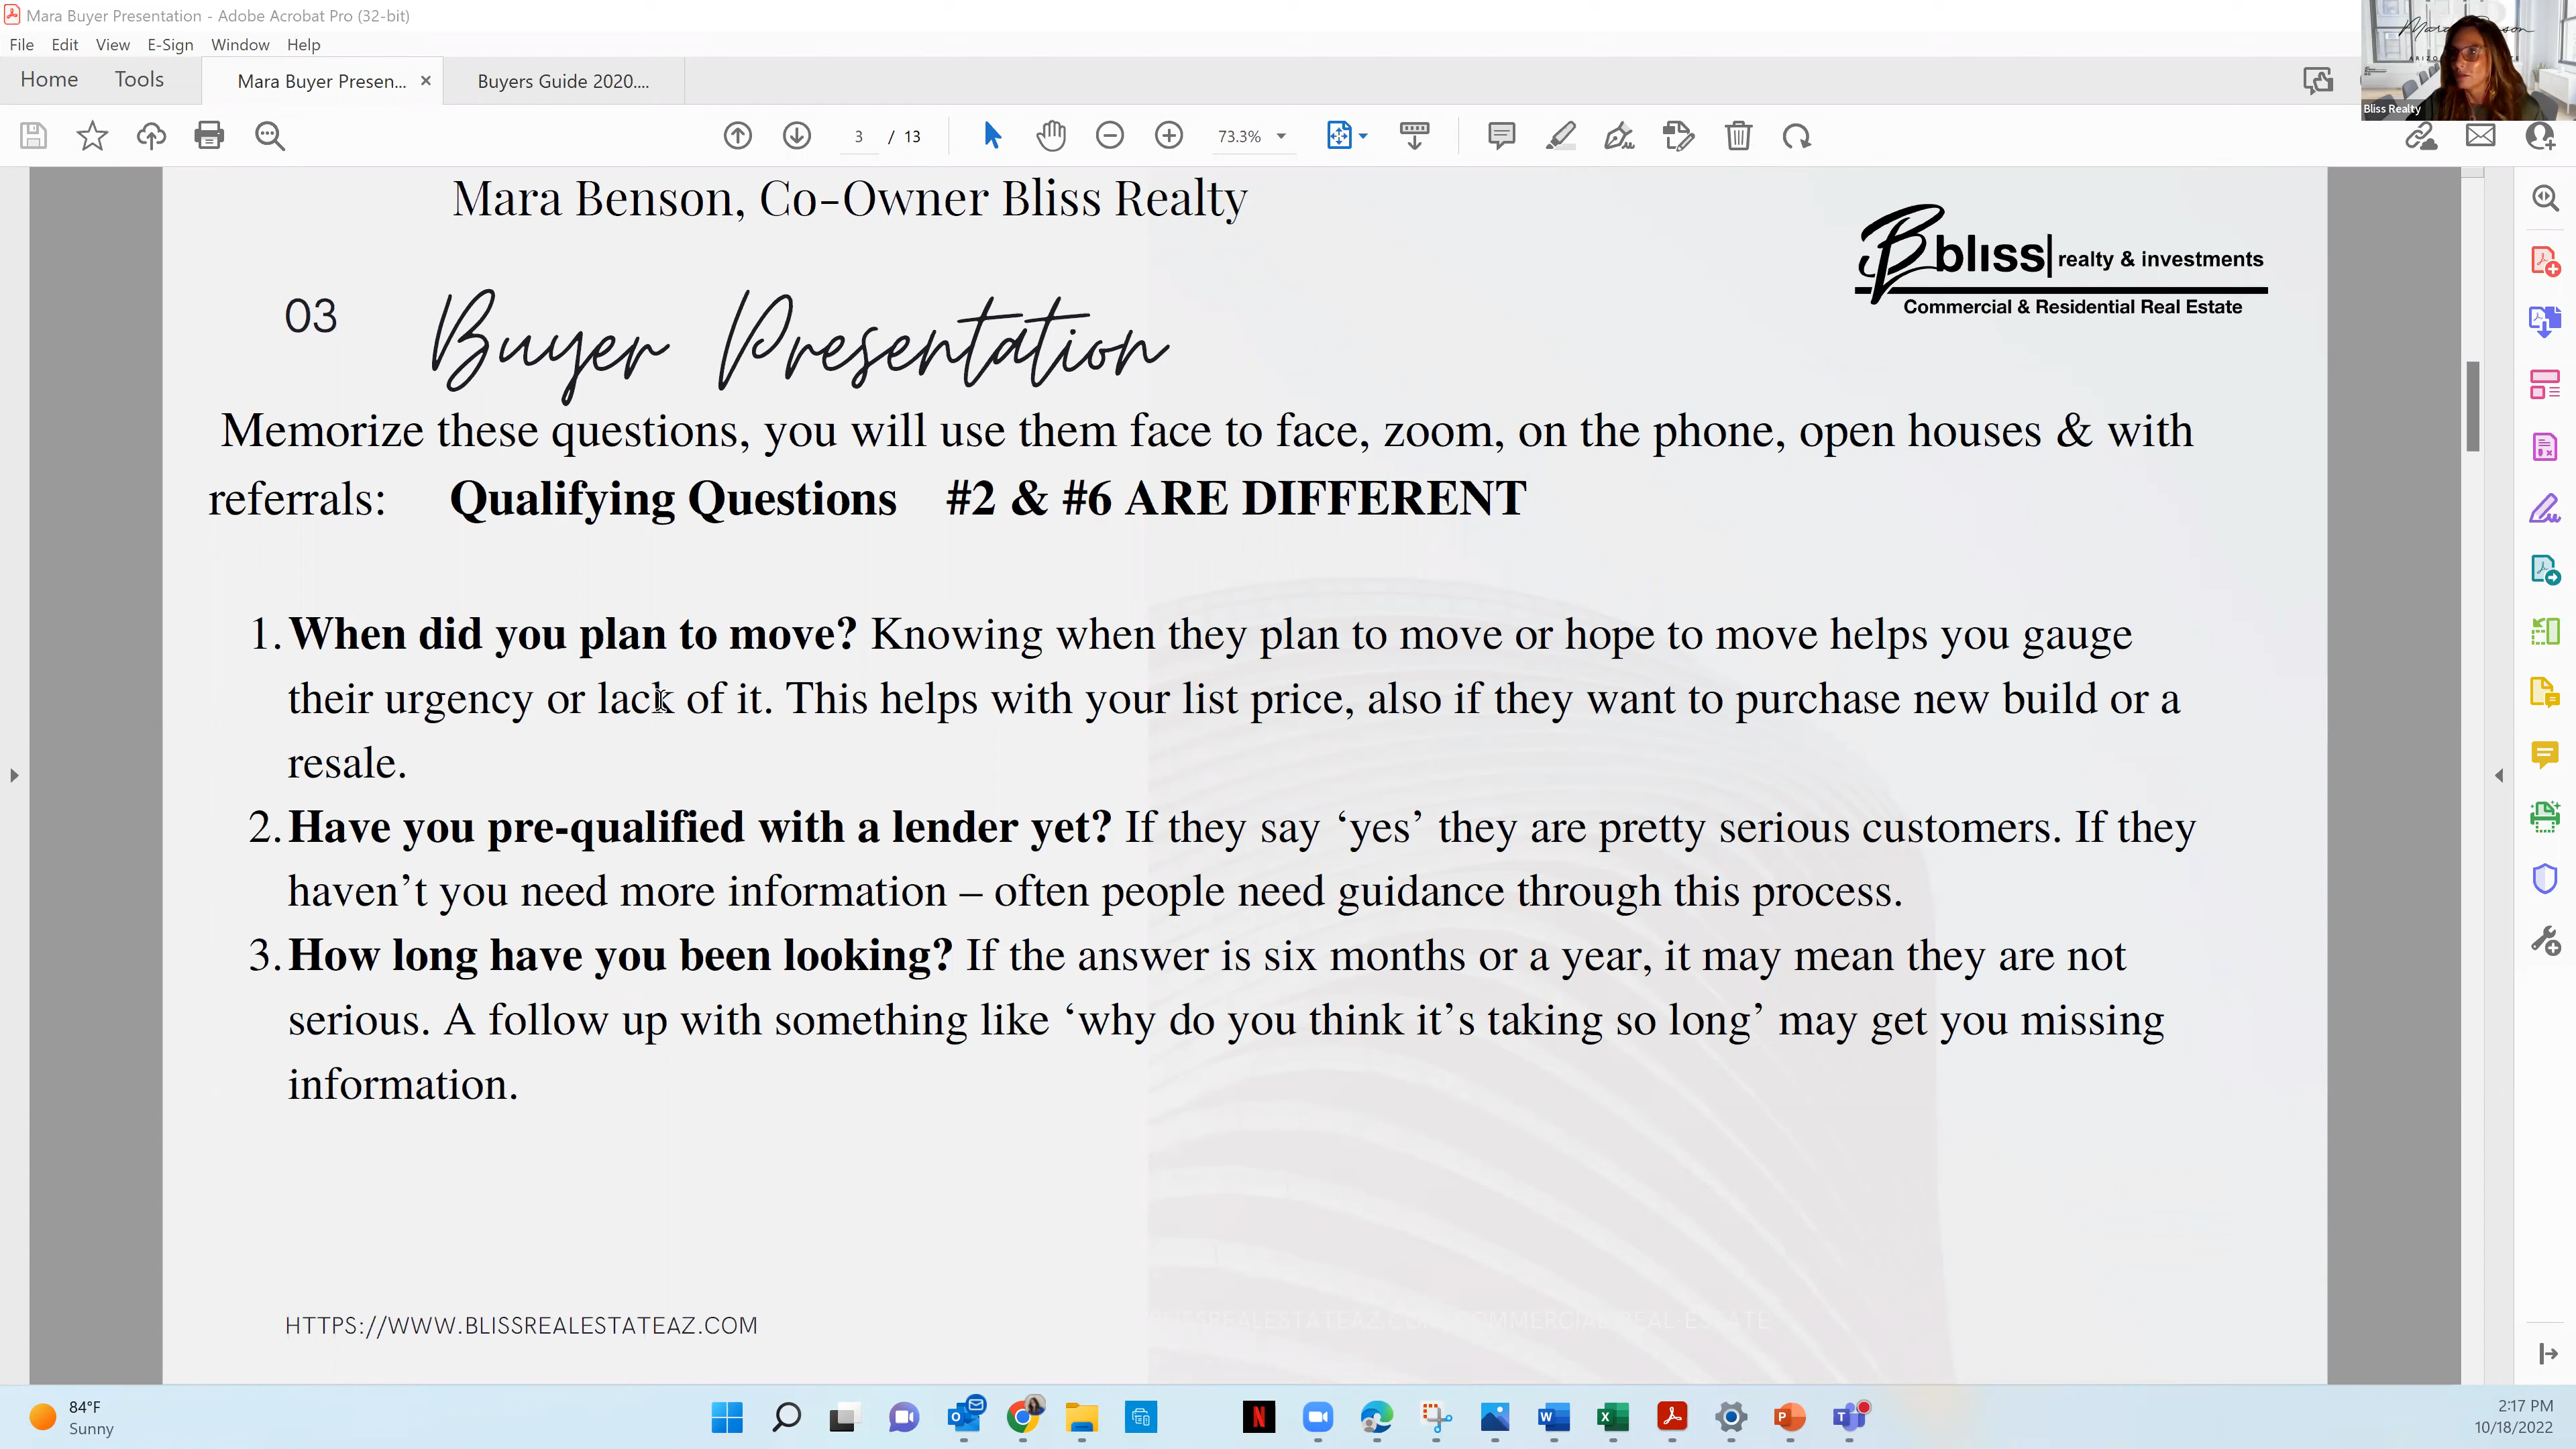 Mara Buyer Presentation - Adobe Acrobat Pro (32-bit)
File Edit View E-Sign Window Help
Home Tools Mara Buyer Presen... × Buyers Guide 2020....
Bliss Realty
3 / 13 73.3%
Mara Benson, Co-Owner Bliss Realty
bliss realty & investments
Commercial & Residential Real Estate
03 Buyer Presentation
Memorize these questions, you will use them face to face, zoom, on the phone, open houses & with
referrals: Qualifying Questions #2 & #6 ARE DIFFERENT
1. When did you plan to move? Knowing when they plan to move or hope to move helps you gauge
their urgency or lack of it. This helps with your list price, also if they want to purchase new build or a
resale.
2. Have you pre-qualified with a lender yet? If they say ‘yes’ they are pretty serious customers. If they
haven’t you need more information – often people need guidance through this process.
3. How long have you been looking? If the answer is six months or a year, it may mean they are not
serious. A follow up with something like ‘why do you think it’s taking so long’ may get you missing
information.
HTTPS://WWW.BLISSREALESTATEAZ.COM
84°F
Sunny
2:17 PM
10/18/2022